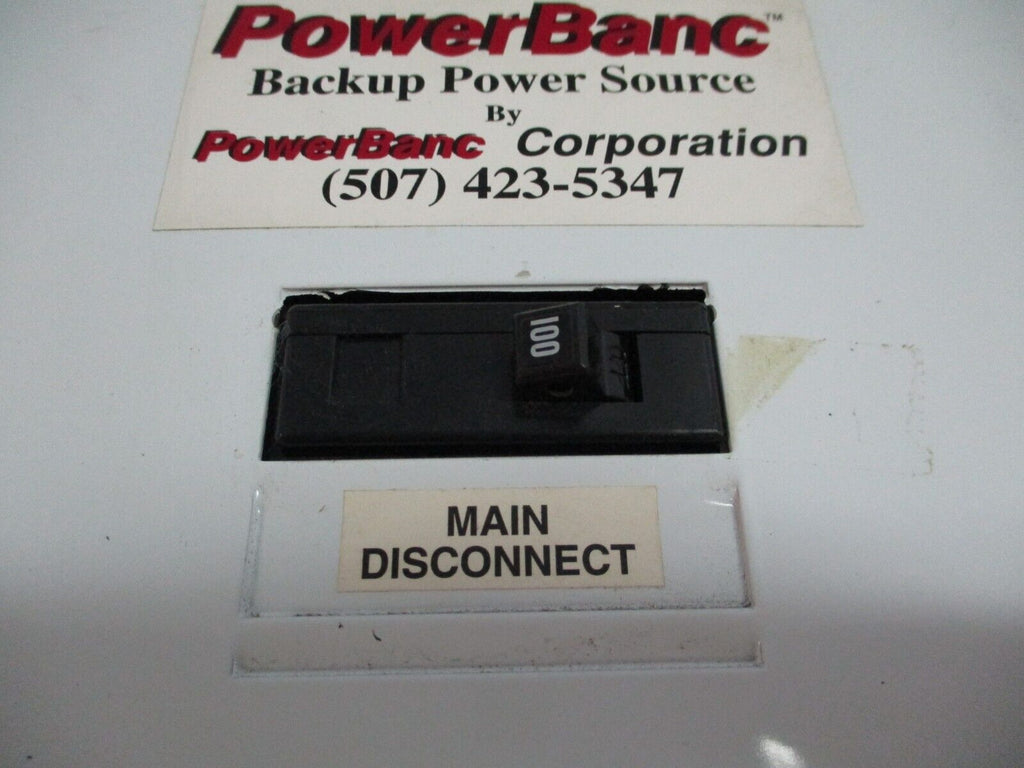 PowerBanc™
Backup Power Source
By
PowerBanc Corporation
(507) 423-5347
100
MAIN
DISCONNECT